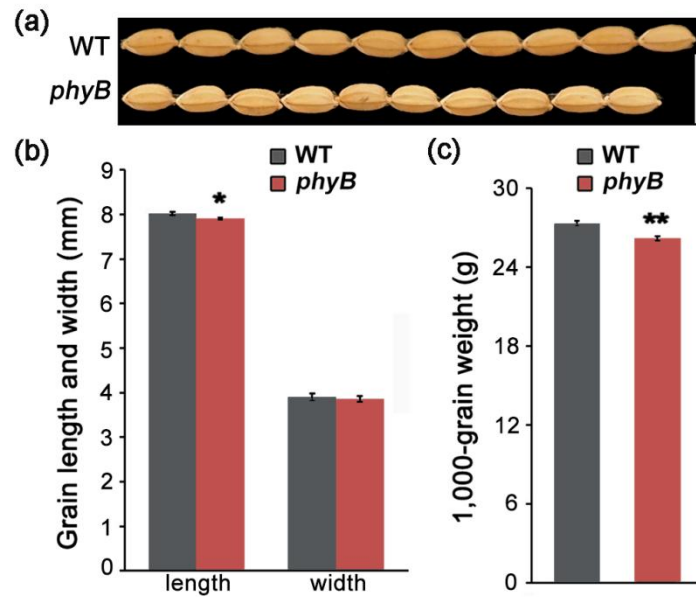 (a)
WT
phyB
(b)
WT
phyB
Grain length and width (mm)
9
8
7
6
5
4
3
2
1
0
*
length
width
(c)
WT
phyB
1,000-grain weight (g)
30
26
18
12
6
0
**